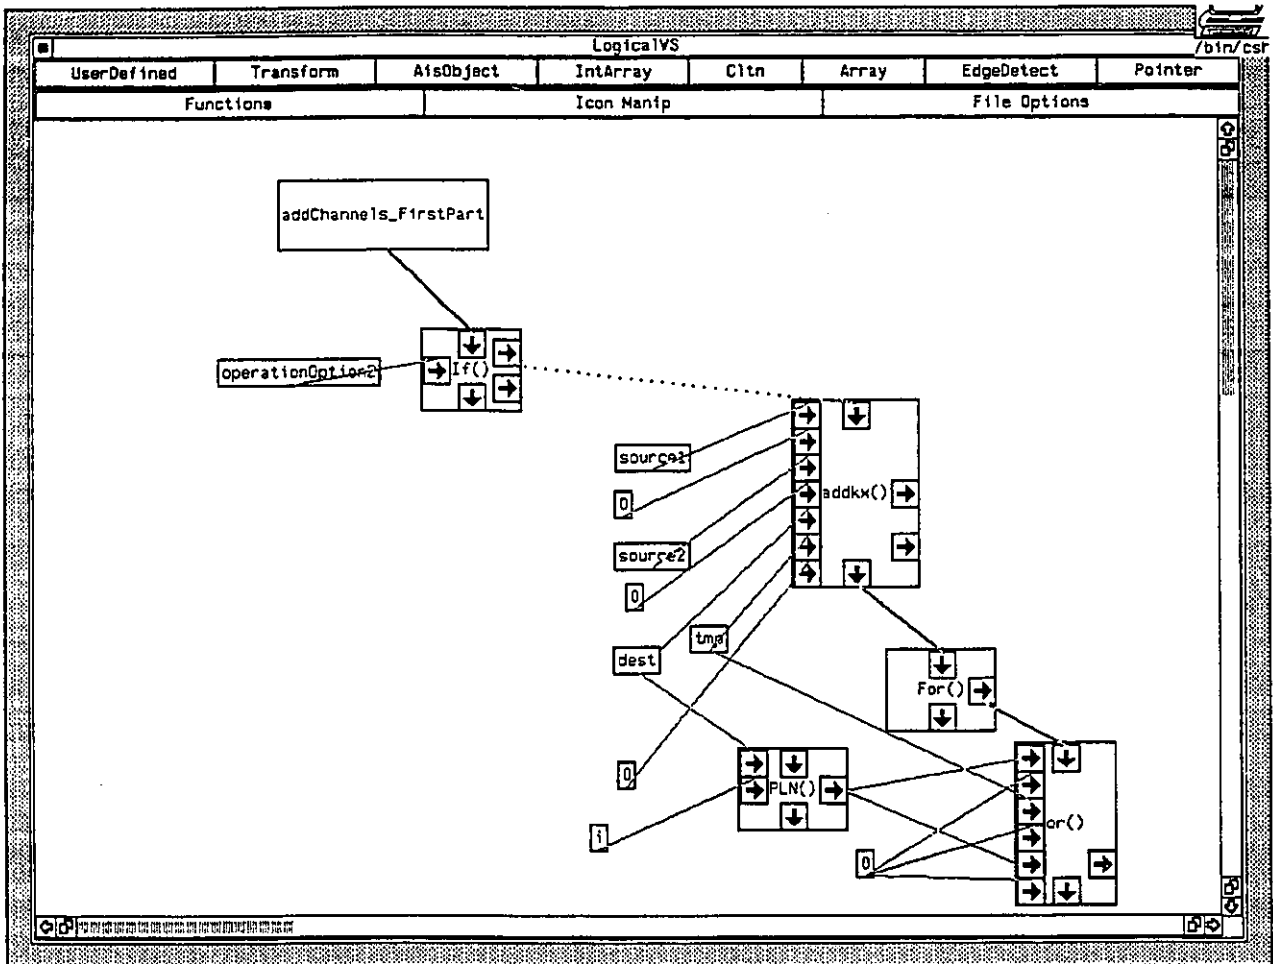 LogicalVS
/bin/csh
UserDefined Transform AisObject IntArray Cltn Array EdgeDetect Pointer
Functions Icon Manip File Options
addChannels_FirstPart
operationOption2
If()
source1
0
addkx()
source2
0
tmp
dest
For()
0
PLN()
or()
i
0